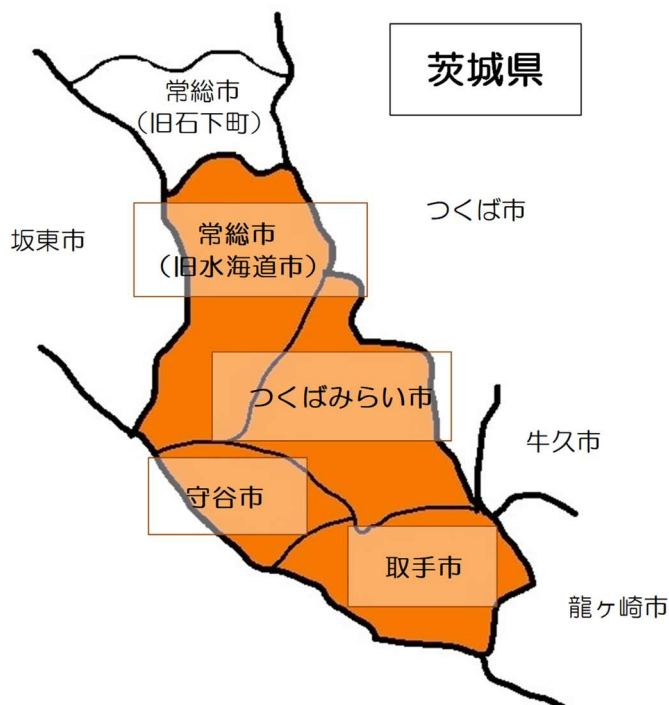 茨城県
常総市
（旧石下町）
つくば市
坂東市
常総市
（旧水海道市）
つくばみらい市
牛久市
守谷市
取手市
龍ヶ崎市